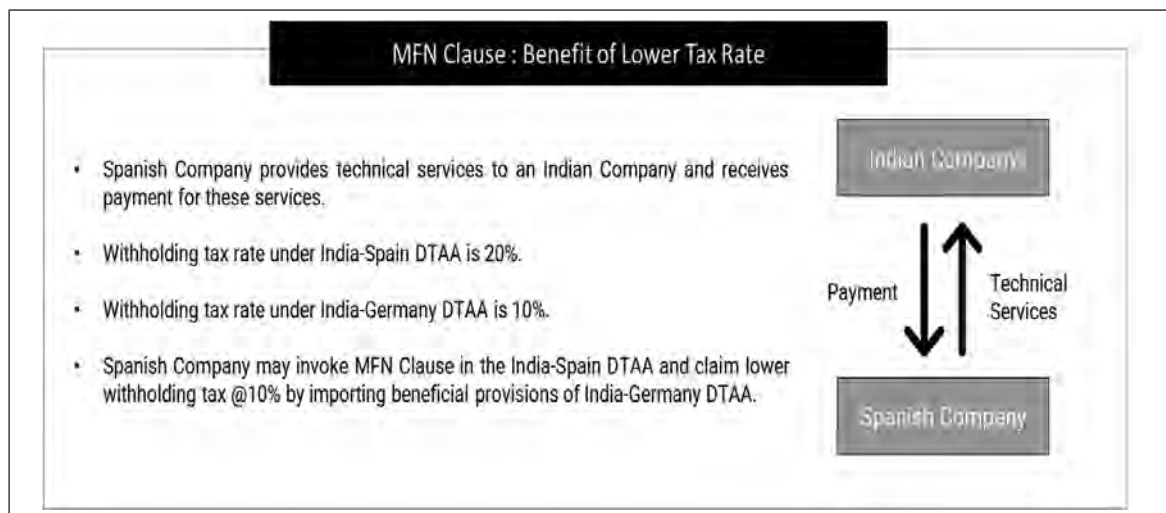 MFN Clause : Benefit of Lower Tax Rate
• Spanish Company provides technical services to an Indian Company and receives
payment for these services.
• Withholding tax rate under India-Spain DTAA is 20%.
• Withholding tax rate under India-Germany DTAA is 10%.
• Spanish Company may invoke MFN Clause in the India-Spain DTAA and claim lower
withholding tax @10% by importing beneficial provisions of India-Germany DTAA.
Indian Company
Payment
Technical
Services
Spanish Company